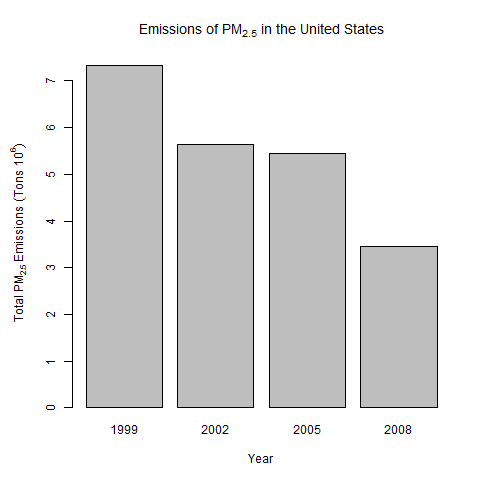 Emissions of PM2.5 in the United States
Total PM2.5 Emissions (Tons 10^6)
7
6
5
4
3
2
1
0
1999 2002 2005 2008
Year